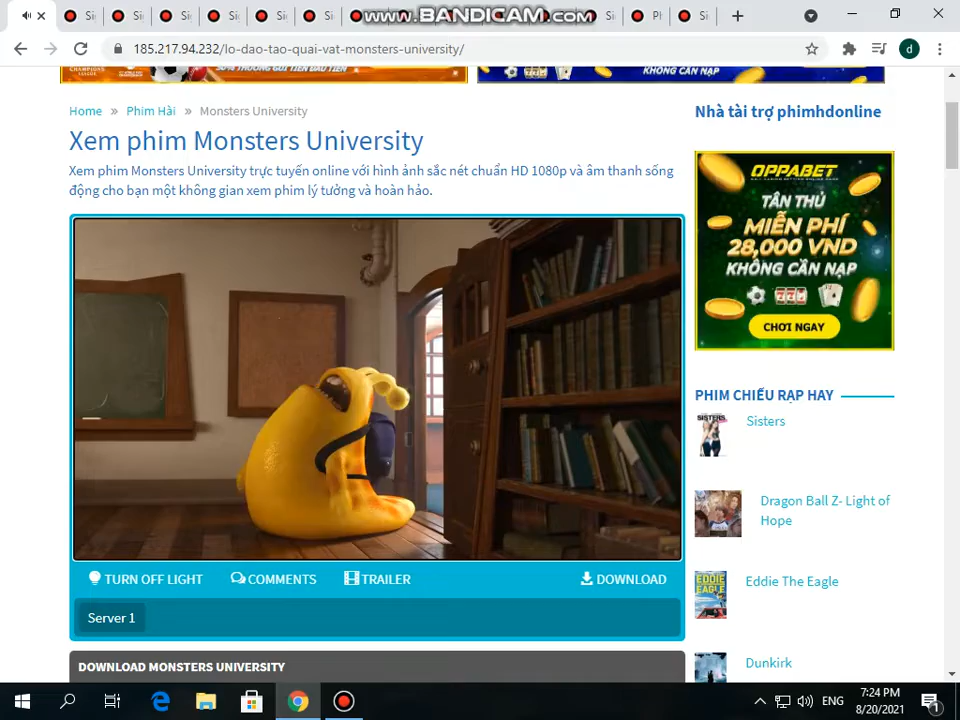 www.BANDICAM.com
185.217.94.232/lo-dao-tao-quai-vat-monsters-university/
d
KHÔNG CẦN NẠP
Home » Phim Hài » Monsters University
Nhà tài trợ phimhdonline
Xem phim Monsters University
Xem phim Monsters University trực tuyến online với hình ảnh sắc nét chuẩn HD 1080p và âm thanh sống
động cho bạn một không gian xem phim lý tưởng và hoàn hảo.
OPPABET
TÂN THỦ
MIỄN PHÍ
28,000 VND
KHÔNG CẦN NẠP
CHƠI NGAY
PHIM CHIẾU RẠP HAY
SISTERS
Sisters
Dragon Ball Z- Light of
Hope
EDDIE
EAGLE
Eddie The Eagle
Dunkirk
TURN OFF LIGHT
COMMENTS
TRAILER
DOWNLOAD
Server 1
DOWNLOAD MONSTERS UNIVERSITY
ENG
7:24 PM
8/20/2021
1